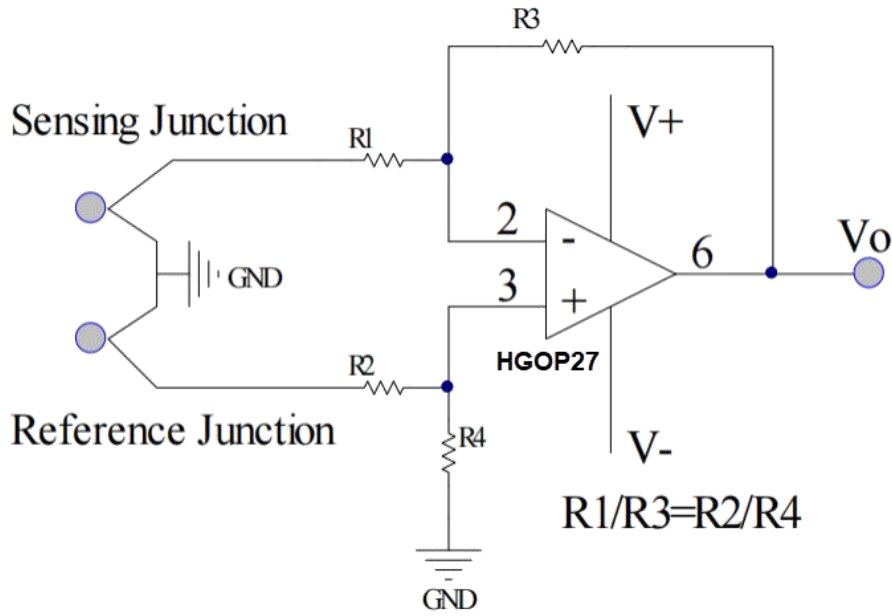 R3
Sensing Junction
V+
R1
2
-
6
Vo
GND
3
+
HGOP27
R2
Reference Junction
R4
V-
R1/R3=R2/R4
GND